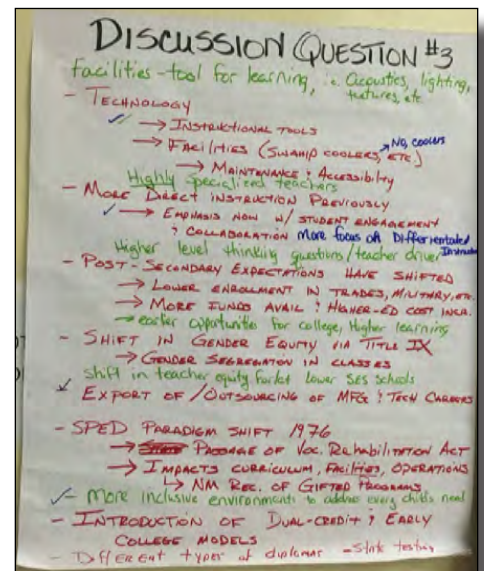 DISCUSSION QUESTION #3
facilities - tool for learning, i.e. acoustics, lighting,
textures, etc
- TECHNOLOGY
→ INSTRUCTIONAL TOOLS
→ FACILITIES (SWAMP COOLERS, ETC)
NO, coolers
→ MAINTENANCE & ACCESSIBILITY
Highly specialized teachers
- MORE DIRECT INSTRUCTION PREVIOUSLY
→ EMPHASIS NOW W/ STUDENT ENGAGEMENT
& COLLABORATION More focus on Differentiated
Instruction
Higher level thinking questions/teacher driven
- POST-SECONDARY EXPECTATIONS HAVE SHIFTED
→ LOWER ENROLLMENT IN TRADES, MILITARY, ETC.
→ MORE FUNDS AVAIL & HIGHER-ED COST INCR.
→ easier opportunities for college, Higher learning
- SHIFT IN GENDER EQUITY VIA TITLE IX
→ GENDER SEGREGATION IN CLASSES
Shift in teacher equity lower SES schools
EXPORT OF/OUTSOURCING OF MFG & TECH CAREERS
- SPED PARADIGM SHIFT 1976
→ PASSAGE OF VOC. REHABILITATION ACT
→ IMPACTS CURRICULUM, FACILITIES, OPERATIONS
↳ NM REC. OF GIFTED PROGRAMS
- More inclusive environments to address every child's need
- INTRODUCTION OF DUAL-CREDIT & EARLY
COLLEGE MODELS
- Different types of diplomas - State testing